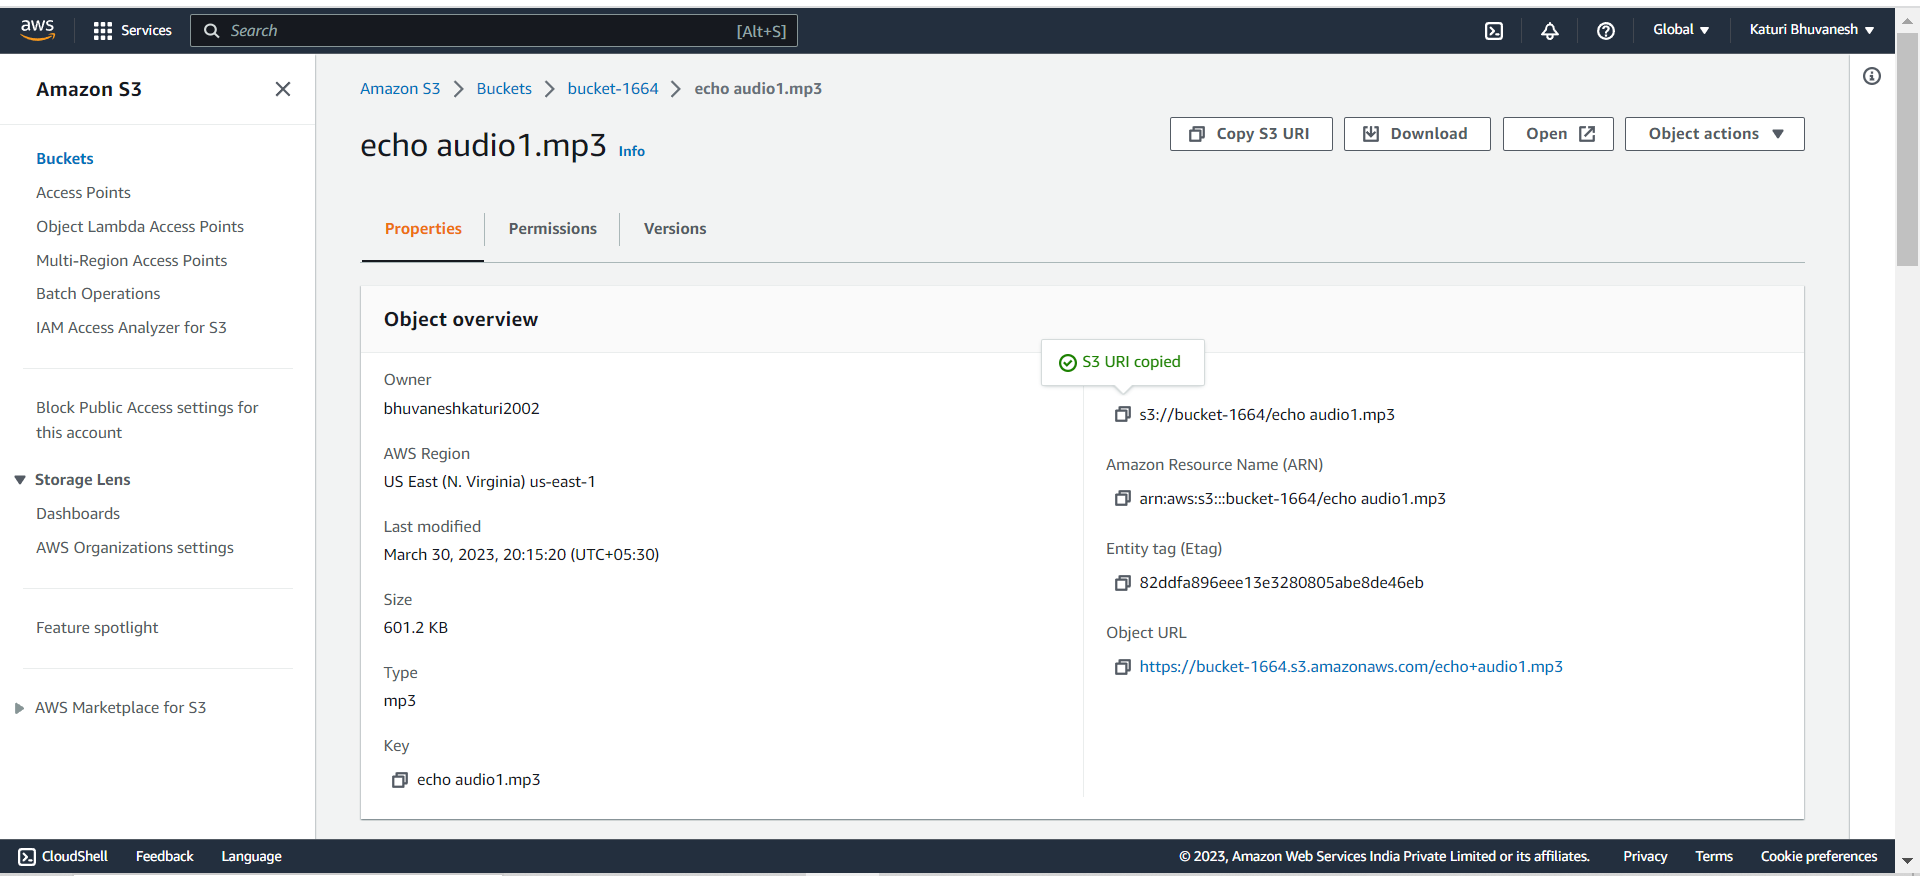 aws
Services
Search
[Alt+S]
Global
Katuri Bhuvanesh
Amazon S3
Buckets
Access Points
Object Lambda Access Points
Multi-Region Access Points
Batch Operations
IAM Access Analyzer for S3
Block Public Access settings for
this account
Storage Lens
Dashboards
AWS Organizations settings
Feature spotlight
AWS Marketplace for S3
Amazon S3 > Buckets > bucket-1664 > echo audio1.mp3
echo audio1.mp3 Info
Copy S3 URI
Download
Open
Object actions
Properties
Permissions
Versions
Object overview
Owner
bhuvaneshkaturi2002
AWS Region
US East (N. Virginia) us-east-1
Last modified
March 30, 2023, 20:15:20 (UTC+05:30)
Size
601.2 KB
Type
mp3
Key
echo audio1.mp3
S3 URI copied
s3://bucket-1664/echo audio1.mp3
Amazon Resource Name (ARN)
arn:aws:s3:::bucket-1664/echo audio1.mp3
Entity tag (Etag)
82ddfa896eee13e3280805abe8de46eb
Object URL
https://bucket-1664.s3.amazonaws.com/echo+audio1.mp3
CloudShell
Feedback
Language
© 2023, Amazon Web Services India Private Limited or its affiliates.
Privacy
Terms
Cookie preferences